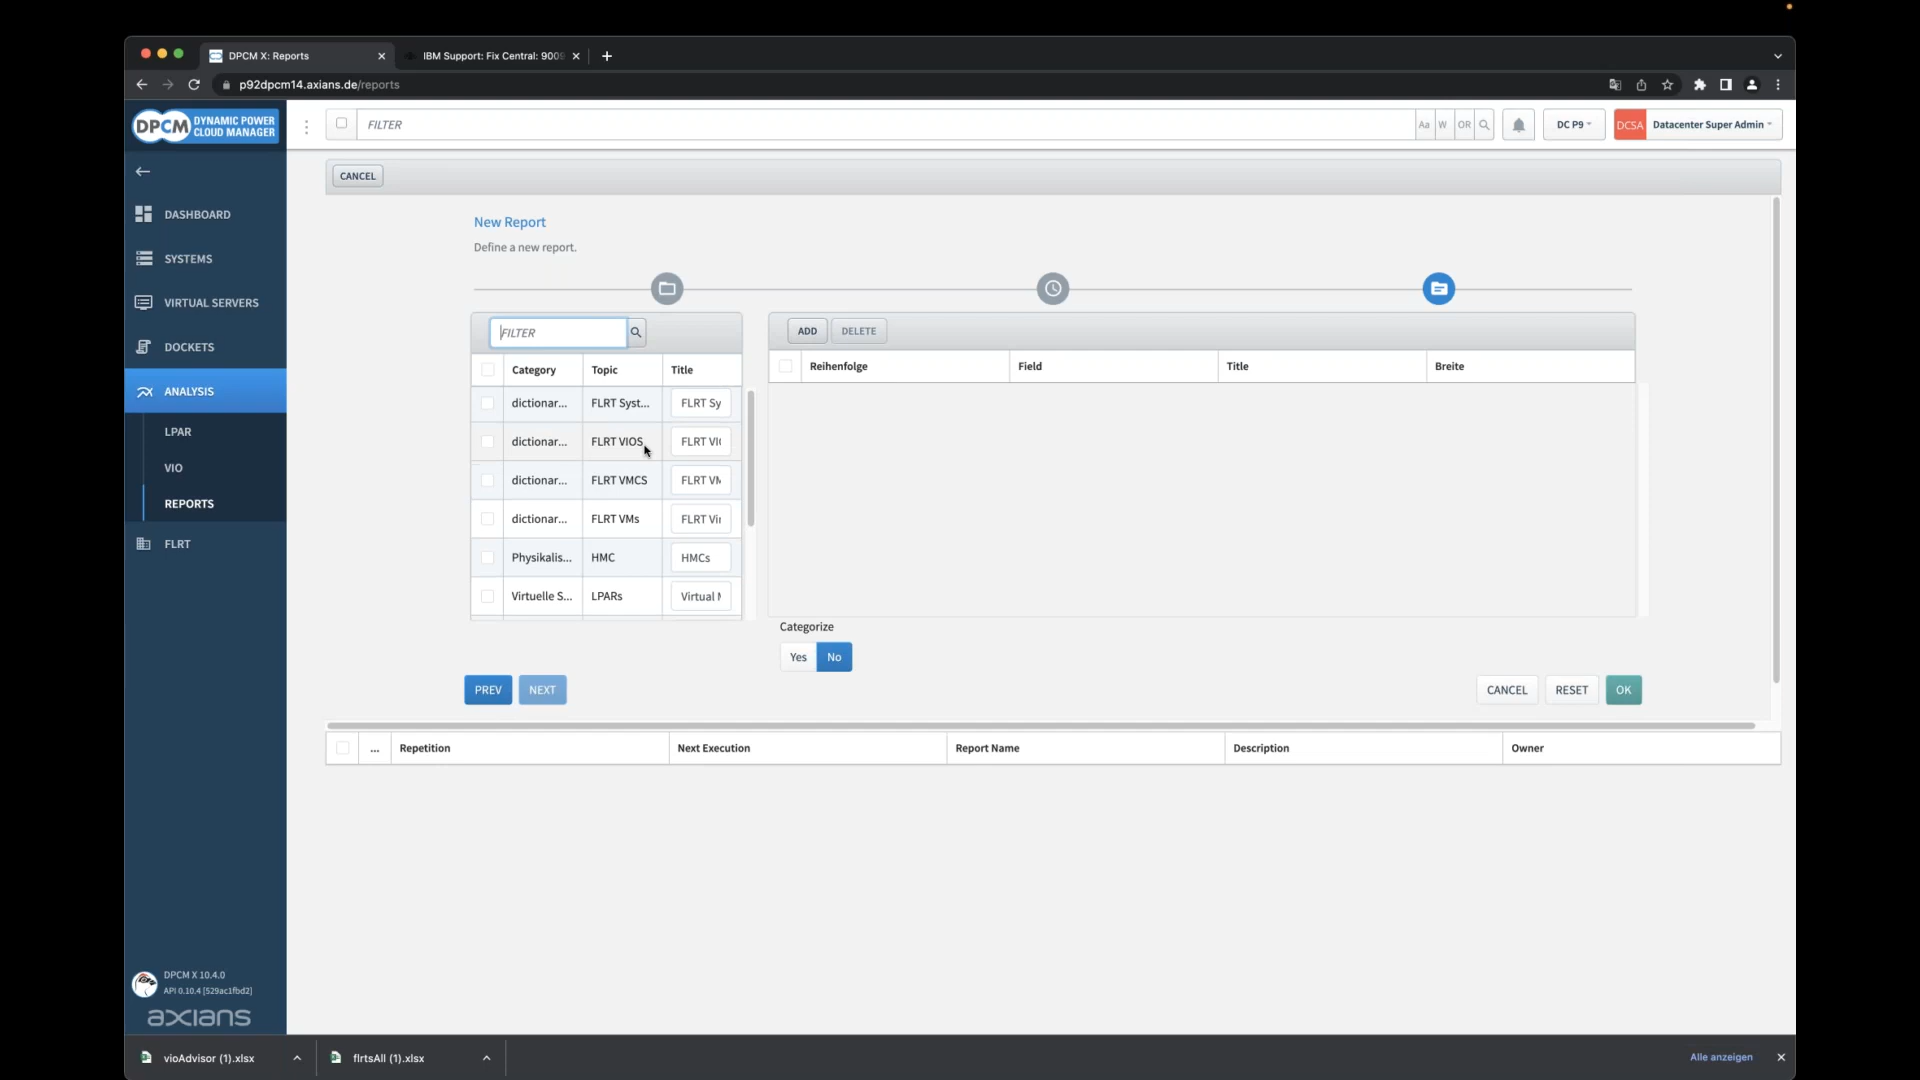 DPCM X: Reports
IBM Support: Fix Central: 9009
p92dpcm14.axians.de/reports
DPCM DYNAMIC POWER CLOUD MANAGER
FILTER
Aa W OR
DC P9
DCSA Datacenter Super Admin
CANCEL
DASHBOARD
SYSTEMS
VIRTUAL SERVERS
DOCKETS
ANALYSIS
LPAR
VIO
REPORTS
FLRT
New Report
Define a new report.
FILTER
Category Topic Title
dictionar... FLRT Syst... FLRT Sy
dictionar... FLRT VIOS FLRT VI
dictionar... FLRT VMCS FLRT VM
dictionar... FLRT VMs FLRT Vir
Physikalis... HMC HMCs
Virtuelle S... LPARs Virtual M
ADD DELETE
Reihenfolge Field Title Breite
Categorize
Yes No
PREV NEXT
CANCEL RESET OK
... Repetition Next Execution Report Name Description Owner
DPCM X 10.4.0
API 0.10.4 [529ac1fbd2]
axians
vioAdvisor (1).xlsx
flrtsAll (1).xlsx
Alle anzeigen